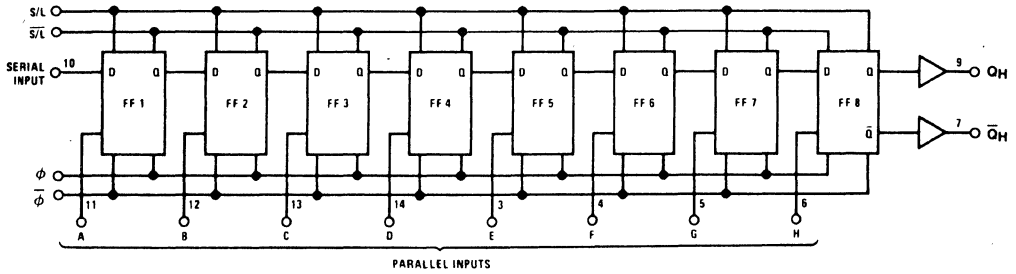 S/L
S/L
SERIAL INPUT
10
D Q
FF 1
D Q
FF 2
D Q
FF 3
D Q
FF 4
D Q
FF 5
D Q
FF 6
D Q
FF 7
D Q
FF 8
Q̅
9 QH
7 Q̅H
ϕ
ϕ̅
11
12
13
14
3
4
5
6
A
B
C
D
E
F
G
H
PARALLEL INPUTS